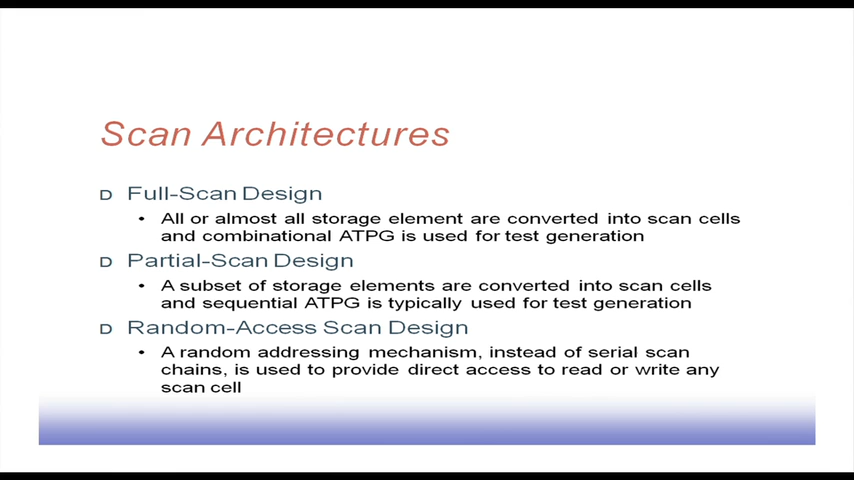 Scan Architectures
D Full-Scan Design
• All or almost all storage element are converted into scan cells
and combinational ATPG is used for test generation
D Partial-Scan Design
• A subset of storage elements are converted into scan cells
and sequential ATPG is typically used for test generation
D Random-Access Scan Design
• A random addressing mechanism, instead of serial scan
chains, is used to provide direct access to read or write any
scan cell